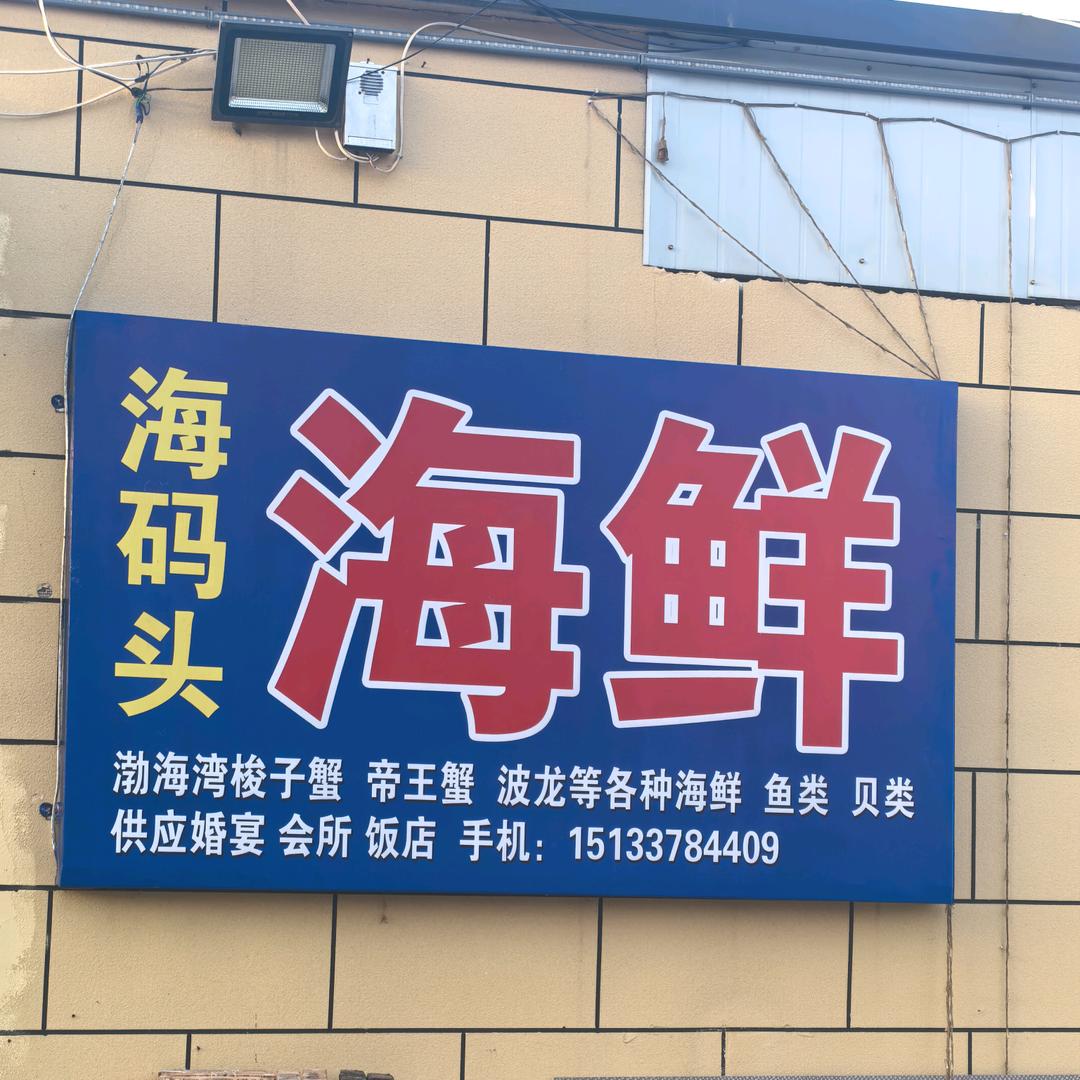 海码头
海鲜
渤海湾梭子蟹 帝王蟹 波龙等各种海鲜 鱼类 贝类
供应婚宴 会所 饭店 手机：15133784409